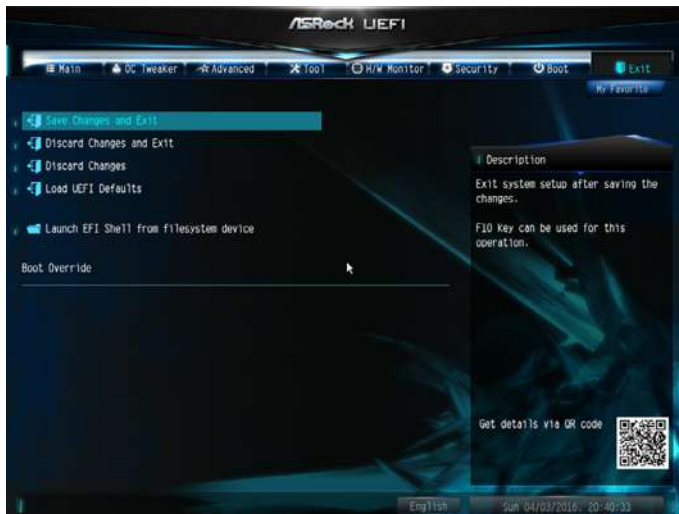 ASRock UEFI
Main OC Tweaker Advanced Tool H/W Monitor Security Boot Exit
My Favorite
Save Changes and Exit
Discard Changes and Exit
Discard Changes
Load UEFI Defaults
Launch EFI Shell from filesystem device
Boot Override
Description
Exit system setup after saving the
changes.
F10 key can be used for this
operation.
Get details via QR code
English
Sun 04/03/2016. 20:40:33